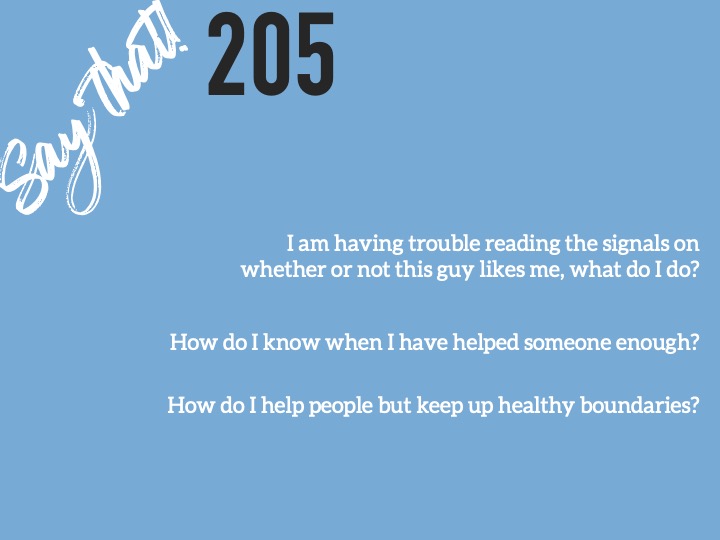 Say that!
205
I am having trouble reading the signals on
whether or not this guy likes me, what do I do?
How do I know when I have helped someone enough?
How do I help people but keep up healthy boundaries?